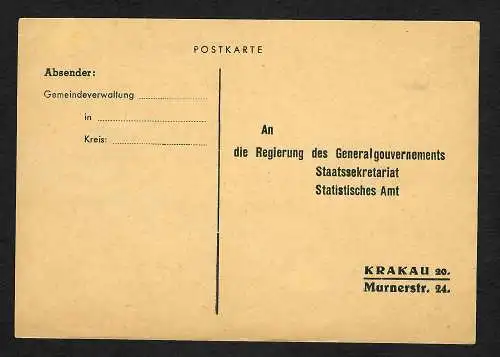 POSTKARTE
Absender:
Gemeindeverwaltung
in
Kreis:
An
die Regierung des Generalgouvernements
Staatssekretariat
Statistisches Amt
KRAKAU 20.
Murnerstr. 24.